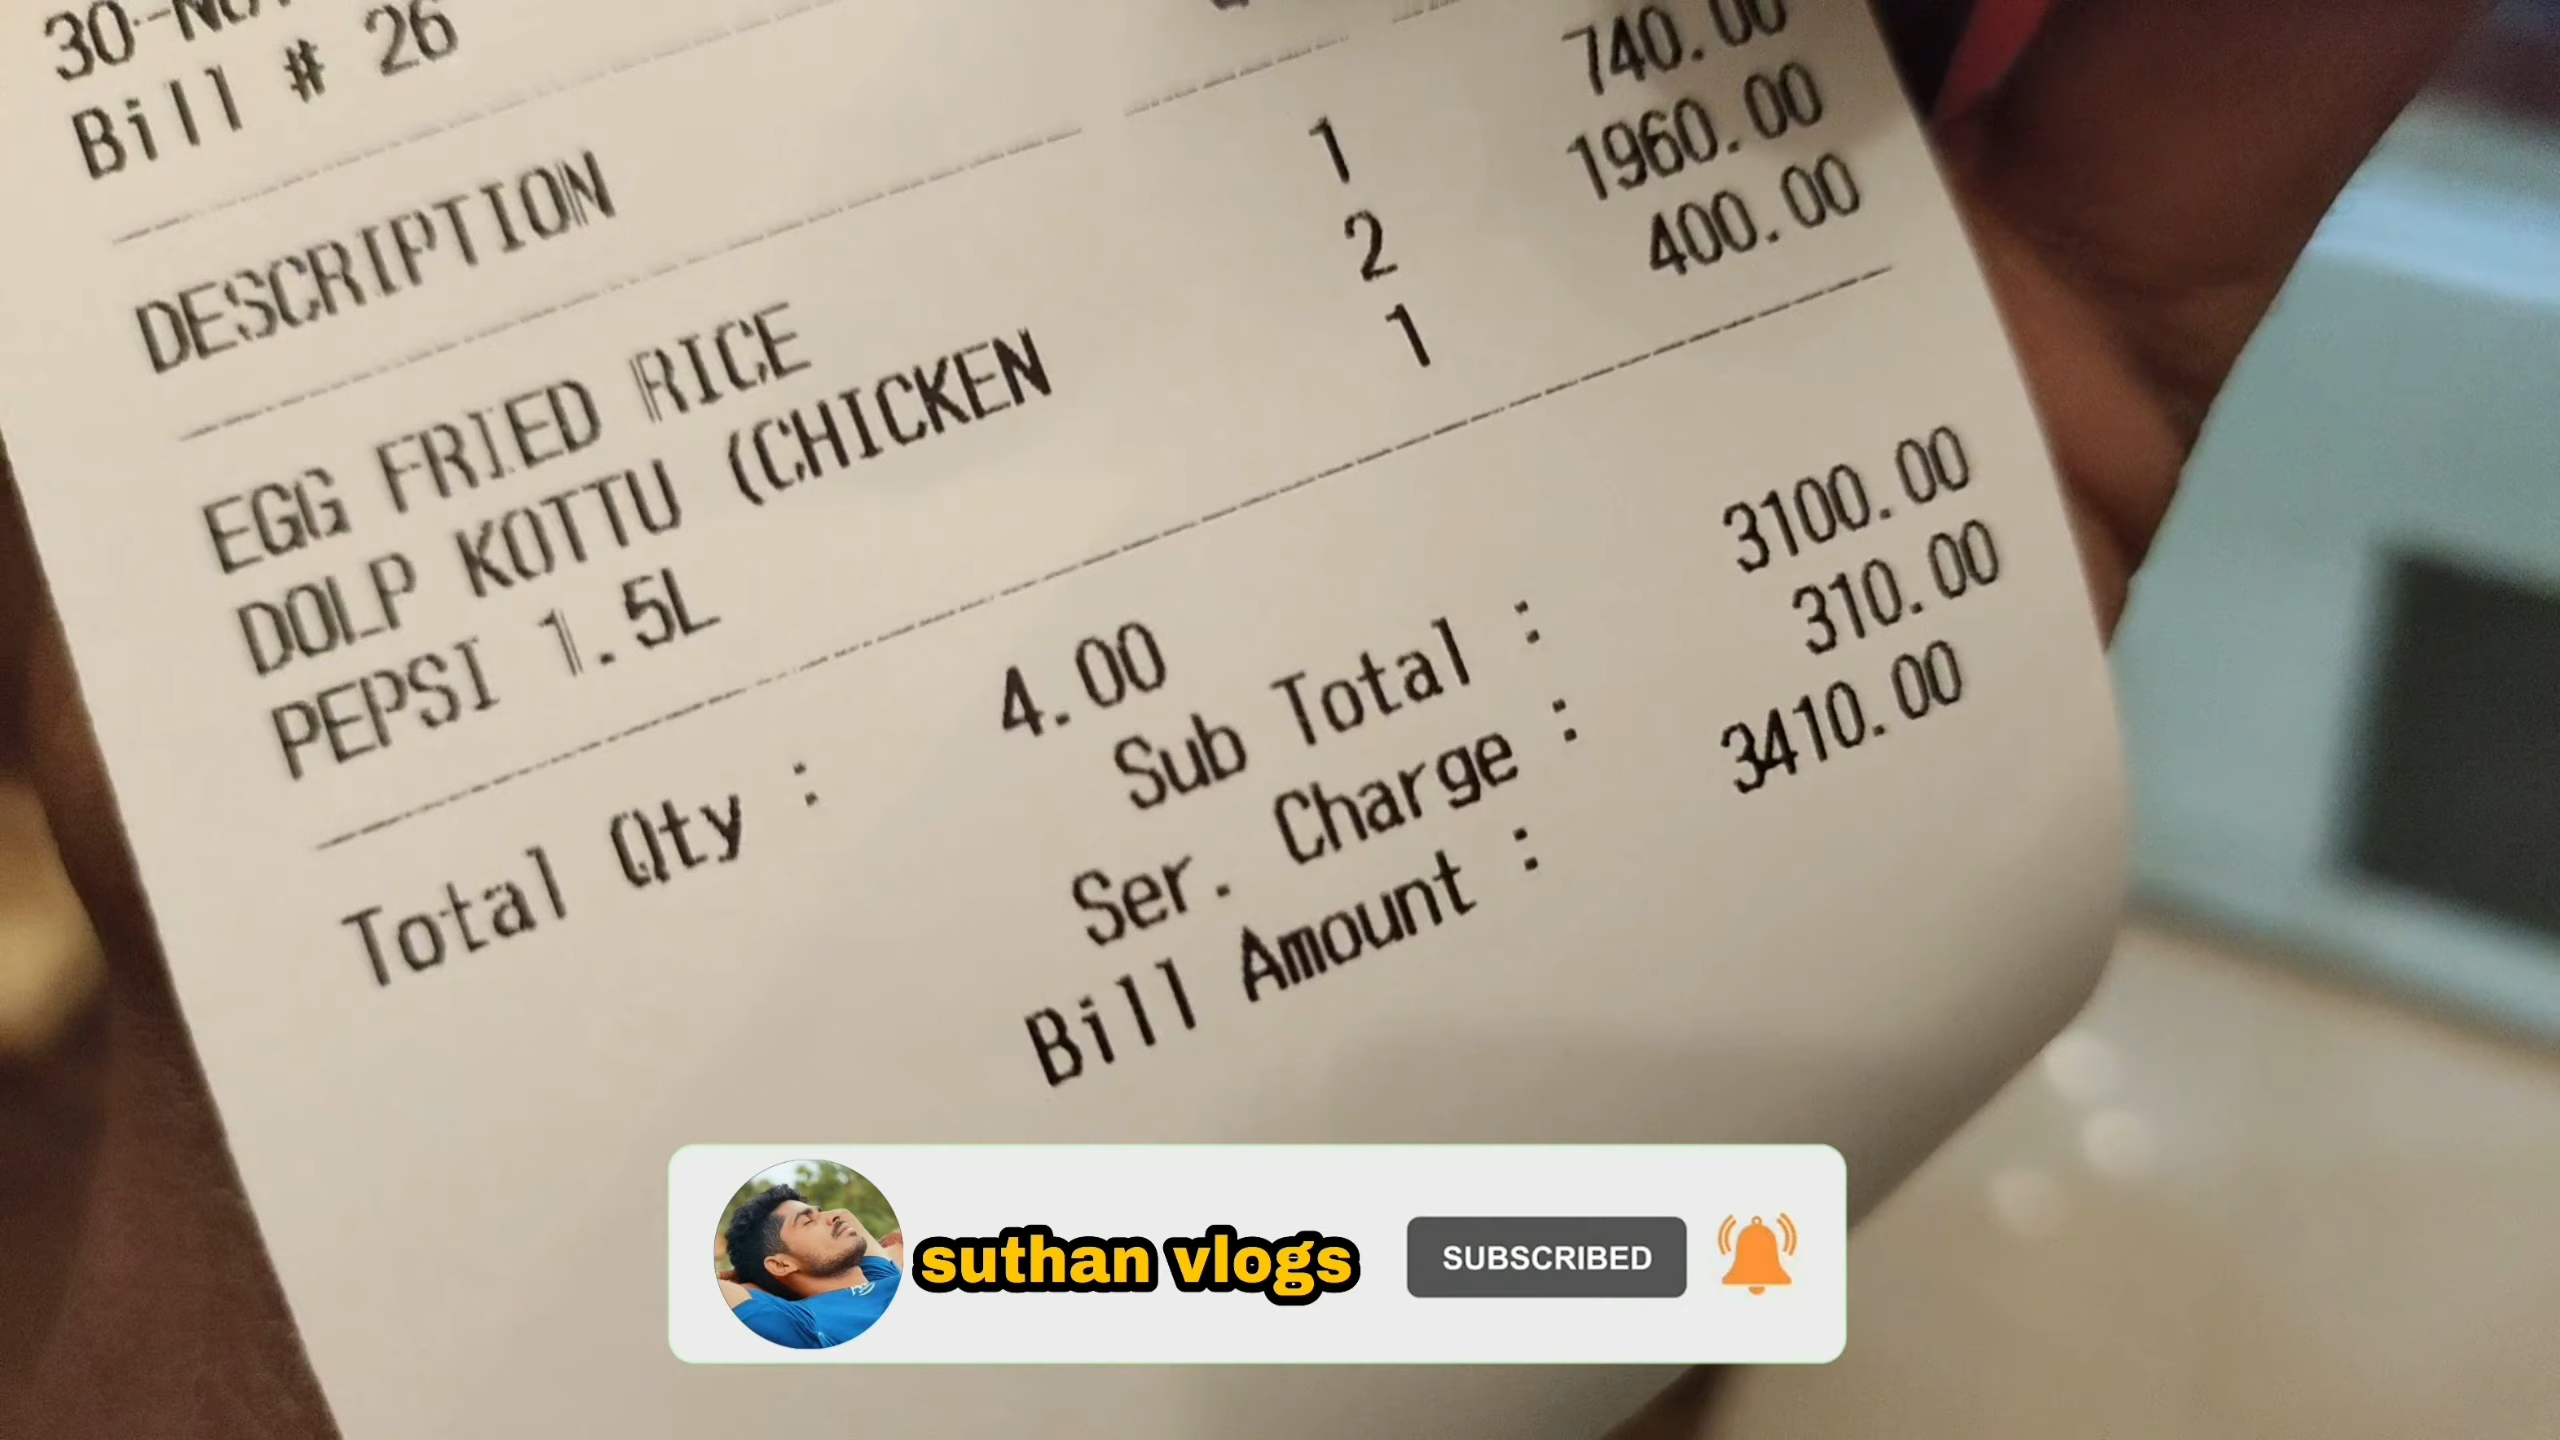 Bill # 26
DESCRIPTION
EGG FRIED RICE 1 740.00
DOLP KOTTU (CHICKEN 2 1960.00
PEPSI 1.5L 1 400.00
Total Qty : 4.00
Sub Total : 3100.00
Ser. Charge : 310.00
Bill Amount : 3410.00
suthan vlogs
SUBSCRIBED